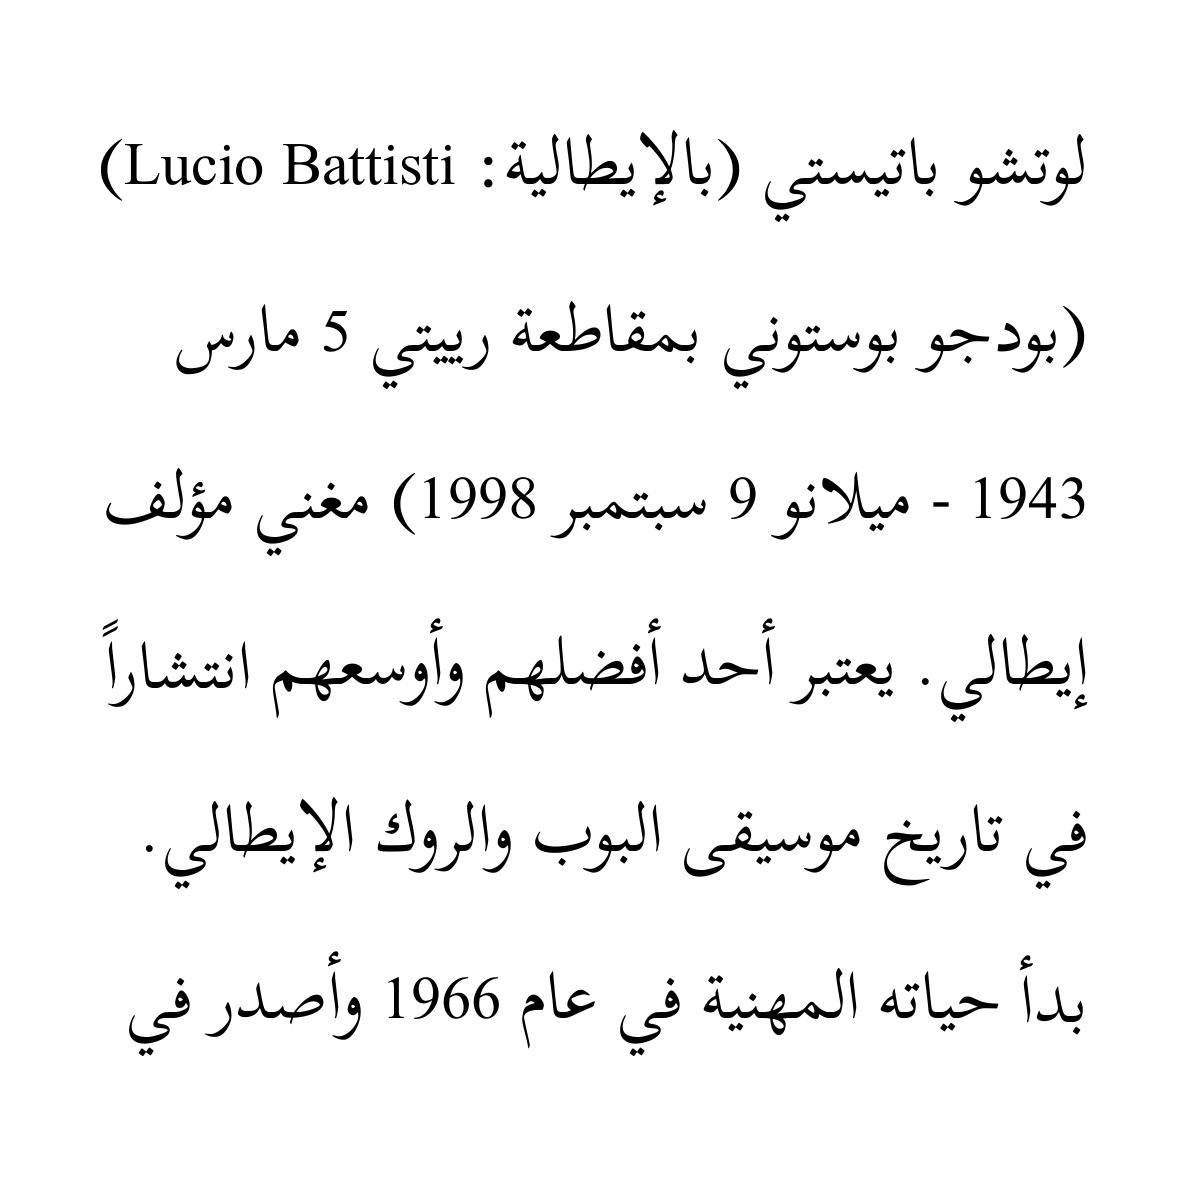 لوتشو باتيستي (بالإيطالية: Lucio Battisti)
(بودجو بوستوني بمقاطعة رييتي 5 مارس
1943 - ميلانو 9 سبتمبر 1998) مغني مؤلف
إيطالي. يعتبر أحد أفضلهم وأوسعهم انتشاراً
في تاريخ موسيقى البوب والروك الإيطالي.
بدأ حياته المهنية في عام 1966 وأصدر في